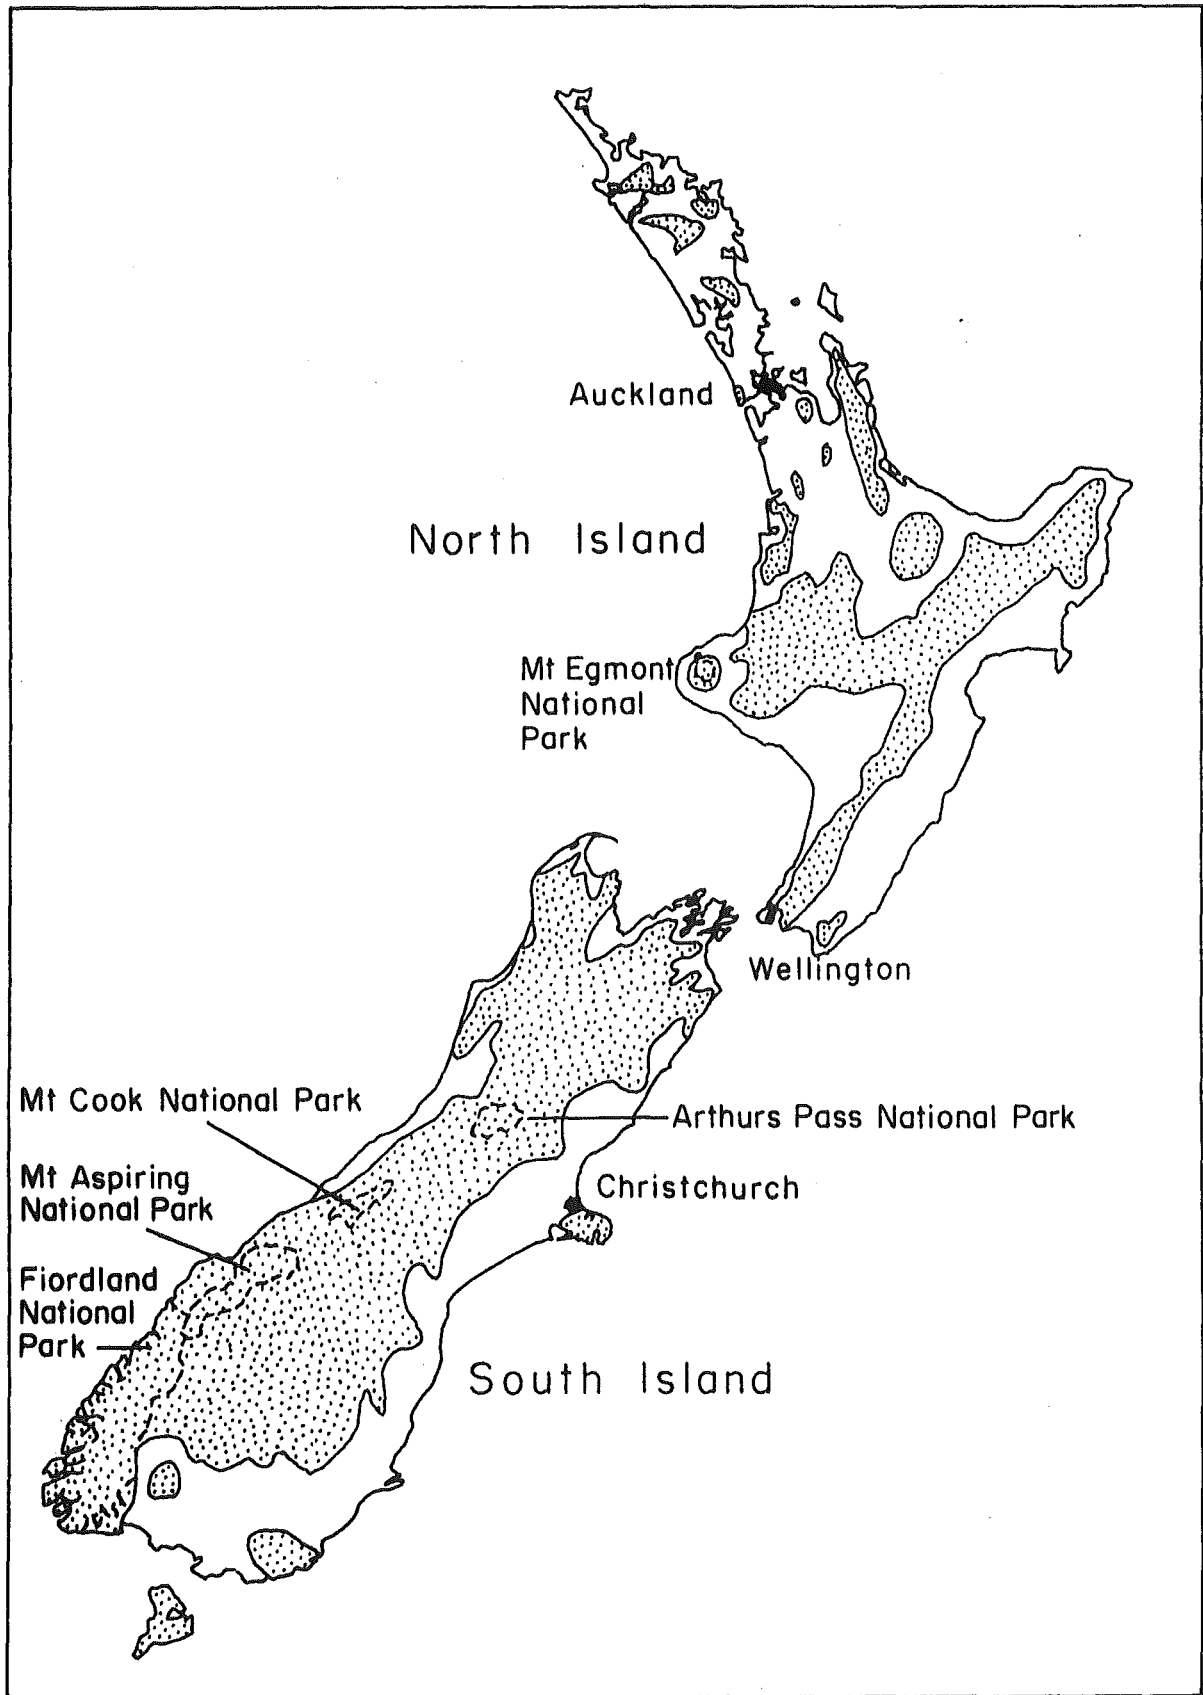 Auckland
North Island
Mt Egmont
National
Park
Wellington
Mt Cook National Park
Arthurs Pass National Park
Mt Aspiring
National Park
Christchurch
Fiordland
National
Park
South Island